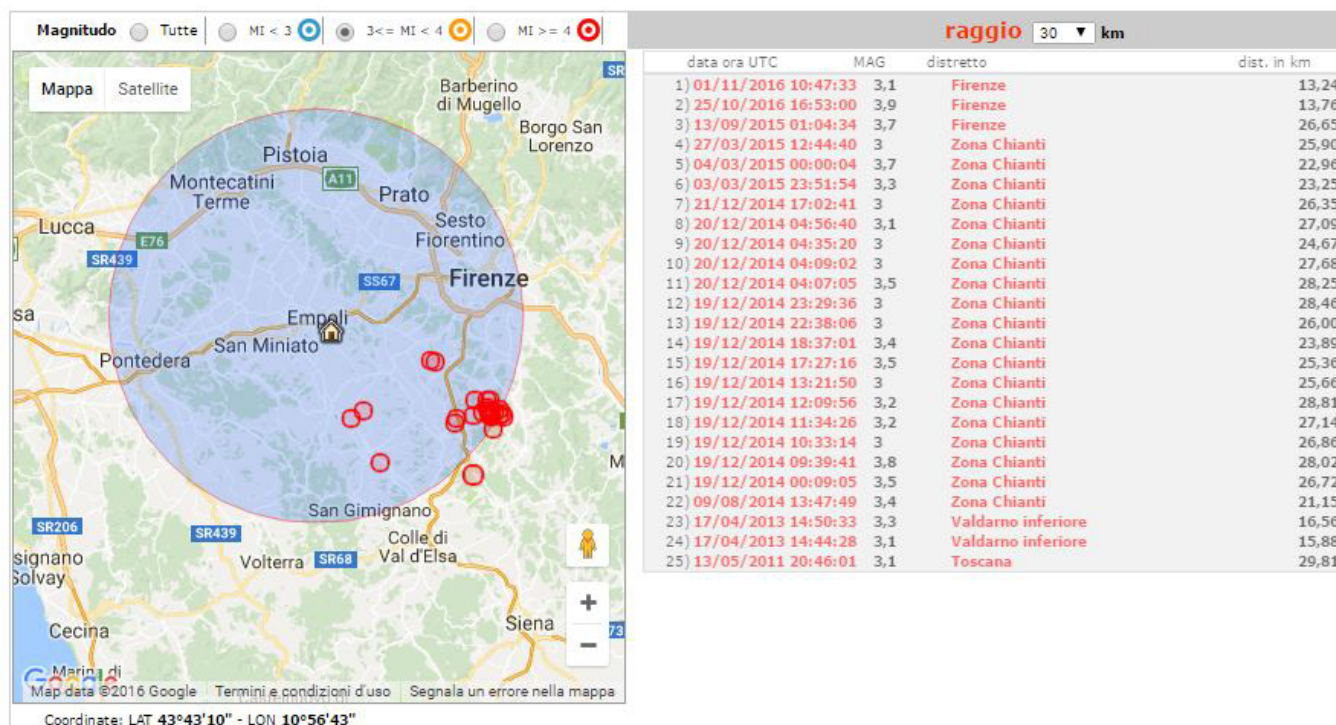 Magnitudo Tutte MI < 3 3<= MI < 4 MI >= 4
raggio 30 km
Mappa Satellite
SR
Barberino
di Mugello
Borgo San
Lorenzo
Pistoia
A11
Montecatini
Terme
Prato
Sesto
Fiorentino
Lucca
E76
SR439
SS67
Firenze
sa
Empoli
San Miniato
Pontedera
M
San Gimignano
SR206
SR439
Colle di
Val d'Elsa
signano
Solvay
Volterra SR68
Siena
73
Cecina
Marina di
Google
Map data ©2016 Google Termini e condizioni d'uso Segnala un errore nella mappa
Coordinate: LAT 43°43'10" - LON 10°56'43"
data ora UTC MAG distretto dist. in km
1) 01/11/2016 10:47:33 3,1 Firenze 13,24
2) 25/10/2016 16:53:00 3,9 Firenze 13,76
3) 13/09/2015 01:04:34 3,7 Firenze 26,65
4) 27/03/2015 12:44:40 3 Zona Chianti 25,90
5) 04/03/2015 00:00:04 3,7 Zona Chianti 22,96
6) 03/03/2015 23:51:54 3,3 Zona Chianti 23,25
7) 21/12/2014 17:02:41 3 Zona Chianti 26,35
8) 20/12/2014 04:56:40 3,1 Zona Chianti 27,09
9) 20/12/2014 04:35:20 3 Zona Chianti 24,67
10) 20/12/2014 04:09:02 3 Zona Chianti 27,68
11) 20/12/2014 04:07:05 3,5 Zona Chianti 28,25
12) 19/12/2014 23:29:36 3 Zona Chianti 28,46
13) 19/12/2014 22:38:06 3 Zona Chianti 26,00
14) 19/12/2014 18:37:01 3,4 Zona Chianti 23,89
15) 19/12/2014 17:27:16 3,5 Zona Chianti 25,36
16) 19/12/2014 13:21:50 3 Zona Chianti 25,66
17) 19/12/2014 12:09:56 3,2 Zona Chianti 28,81
18) 19/12/2014 11:34:26 3,2 Zona Chianti 27,14
19) 19/12/2014 10:33:14 3 Zona Chianti 26,86
20) 19/12/2014 09:39:41 3,8 Zona Chianti 28,02
21) 19/12/2014 00:09:05 3,5 Zona Chianti 26,72
22) 09/08/2014 13:47:49 3,4 Zona Chianti 21,15
23) 17/04/2013 14:50:33 3,3 Valdarno inferiore 16,56
24) 17/04/2013 14:44:28 3,1 Valdarno inferiore 15,88
25) 13/05/2011 20:46:01 3,1 Toscana 29,81